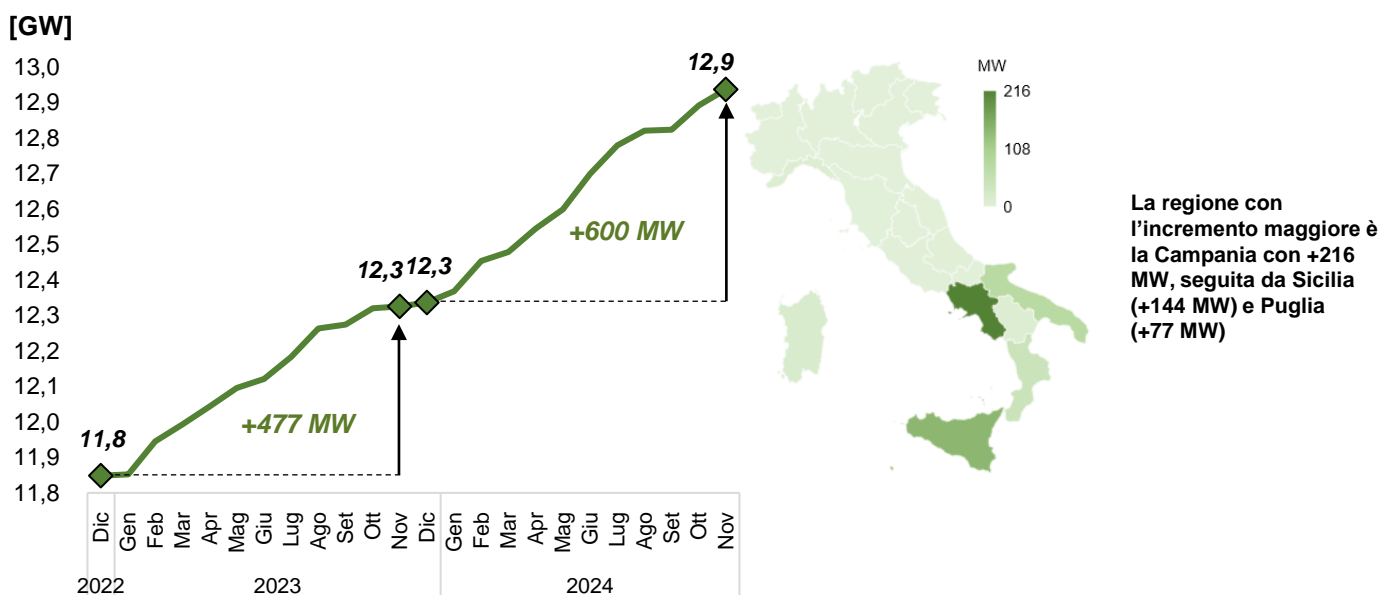 [GW]
13,0
12,9
12,8
12,7
12,6
12,5
12,4
12,3
12,2
12,1
12,0
11,9
11,8
11,8
+477 MW
12,3
12,3
+600 MW
12,9
Dic
Gen
Feb
Mar
Apr
Mag
Giu
Lug
Ago
Set
Ott
Nov
Dic
Gen
Feb
Mar
Apr
Mag
Giu
Lug
Ago
Set
Ott
Nov
2022
2023
2024
MW
216
108
0
La regione con
l'incremento maggiore è
la Campania con +216
MW, seguita da Sicilia
(+144 MW) e Puglia
(+77 MW)